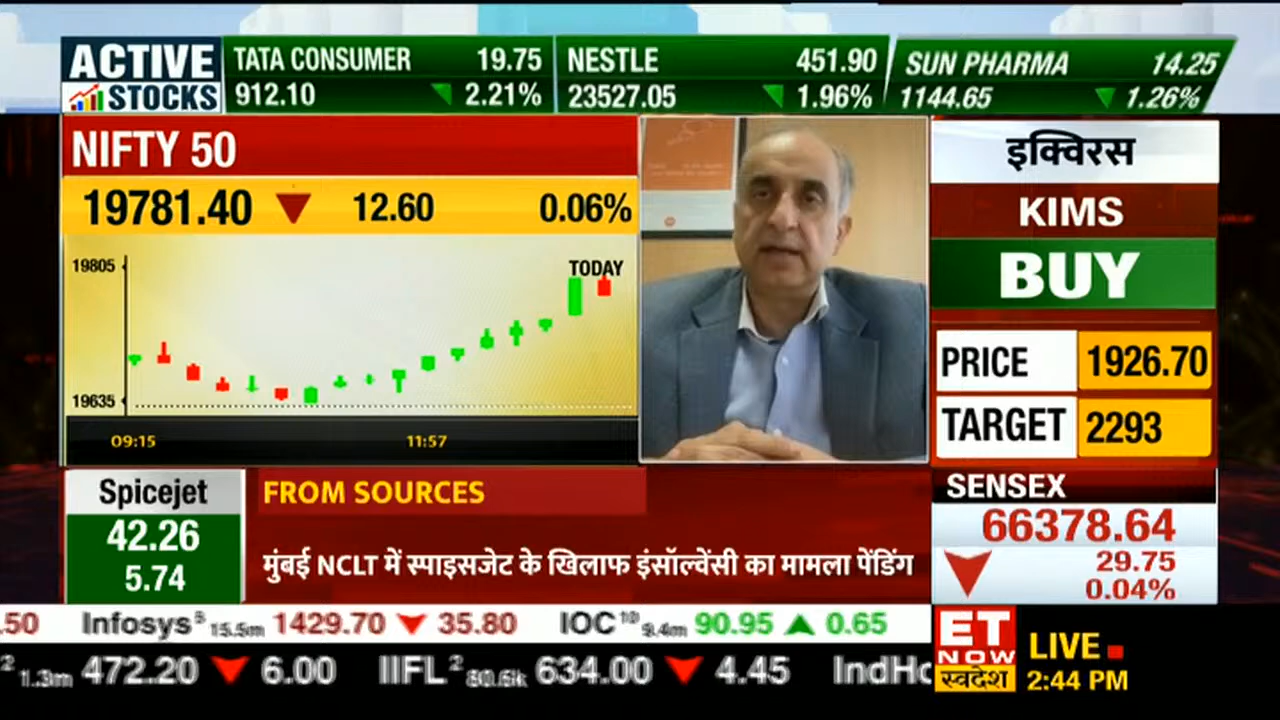 ACTIVE
STOCKS
TATA CONSUMER 19.75
912.10 2.21%
NESTLE 451.90
23527.05 1.96%
SUN PHARMA 14.25
1144.65 1.26%
NIFTY 50
19781.40 12.60 0.06%
19805
TODAY
19635
09:15 11:57
इक्विरस
KIMS
BUY
PRICE 1926.70
TARGET 2293
Spicejet
42.26
5.74
FROM SOURCES
मुंबई NCLT में स्पाइसजेट के खिलाफ इंसॉल्वेंसी का मामला पेंडिंग
SENSEX
66378.64
29.75
0.04%
.50 Infosys 15.5m 1429.70 35.80 IOC 10 9.4m 90.95 0.65
2 1.3m 472.20 6.00 IIFL 2 80.6k 634.00 4.45 IndHo
ET
NOW
स्वदेश
LIVE
2:44 PM